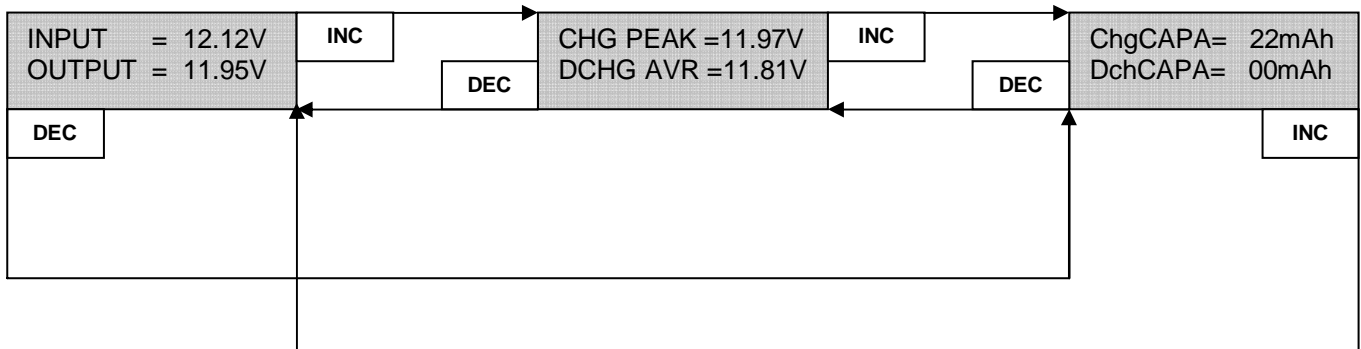 INPUT = 12.12V
OUTPUT = 11.95V
INC
DEC
CHG PEAK =11.97V
DCHG AVR =11.81V
DEC
INC
ChgCAPA= 22mAh
DchCAPA= 00mAh
DEC
INC